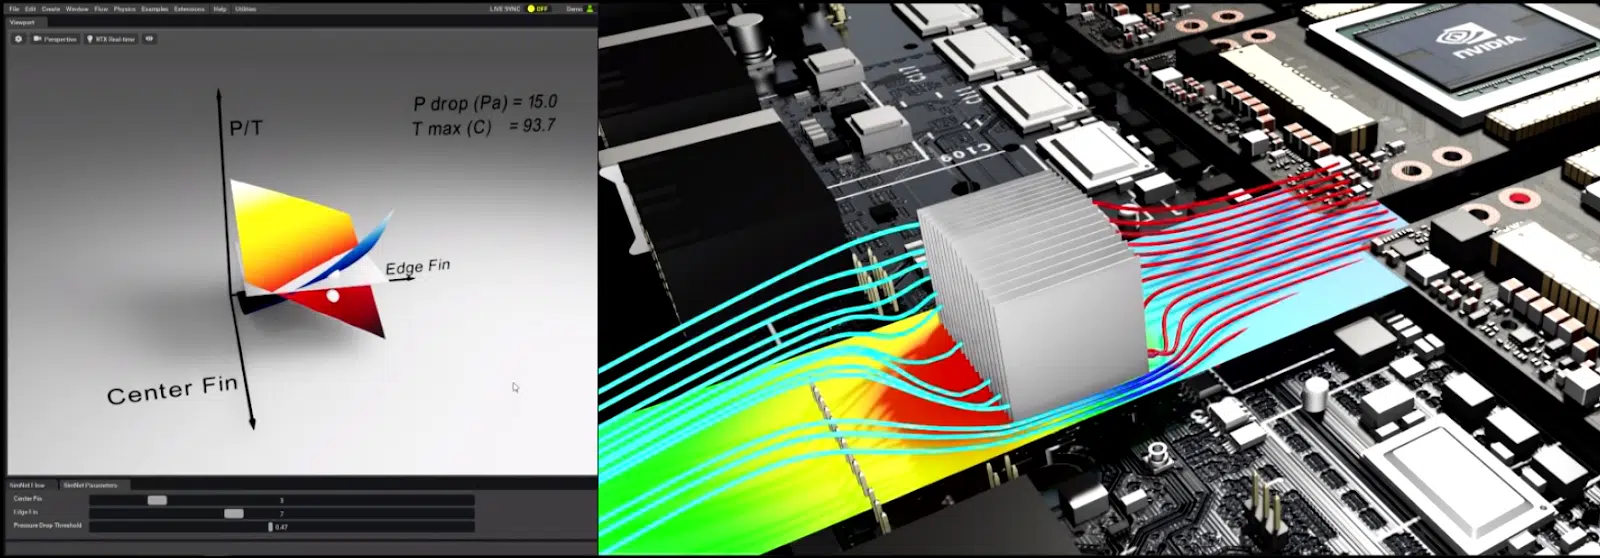 File Edit Create Window Flow Physics Examples Extensions Help Utilities
LIVE SYNC OFF Demo
Viewport
Perspective RTX Real-time
P drop (Pa) = 15.0
T max (C) = 93.7
P/T
Edge Fin
Center Fin
SimNet Flow SimNet Parameters
Center Fin 3
Edge Fin 7
Pressure Drop Threshold 0.47
C109
NVIDIA